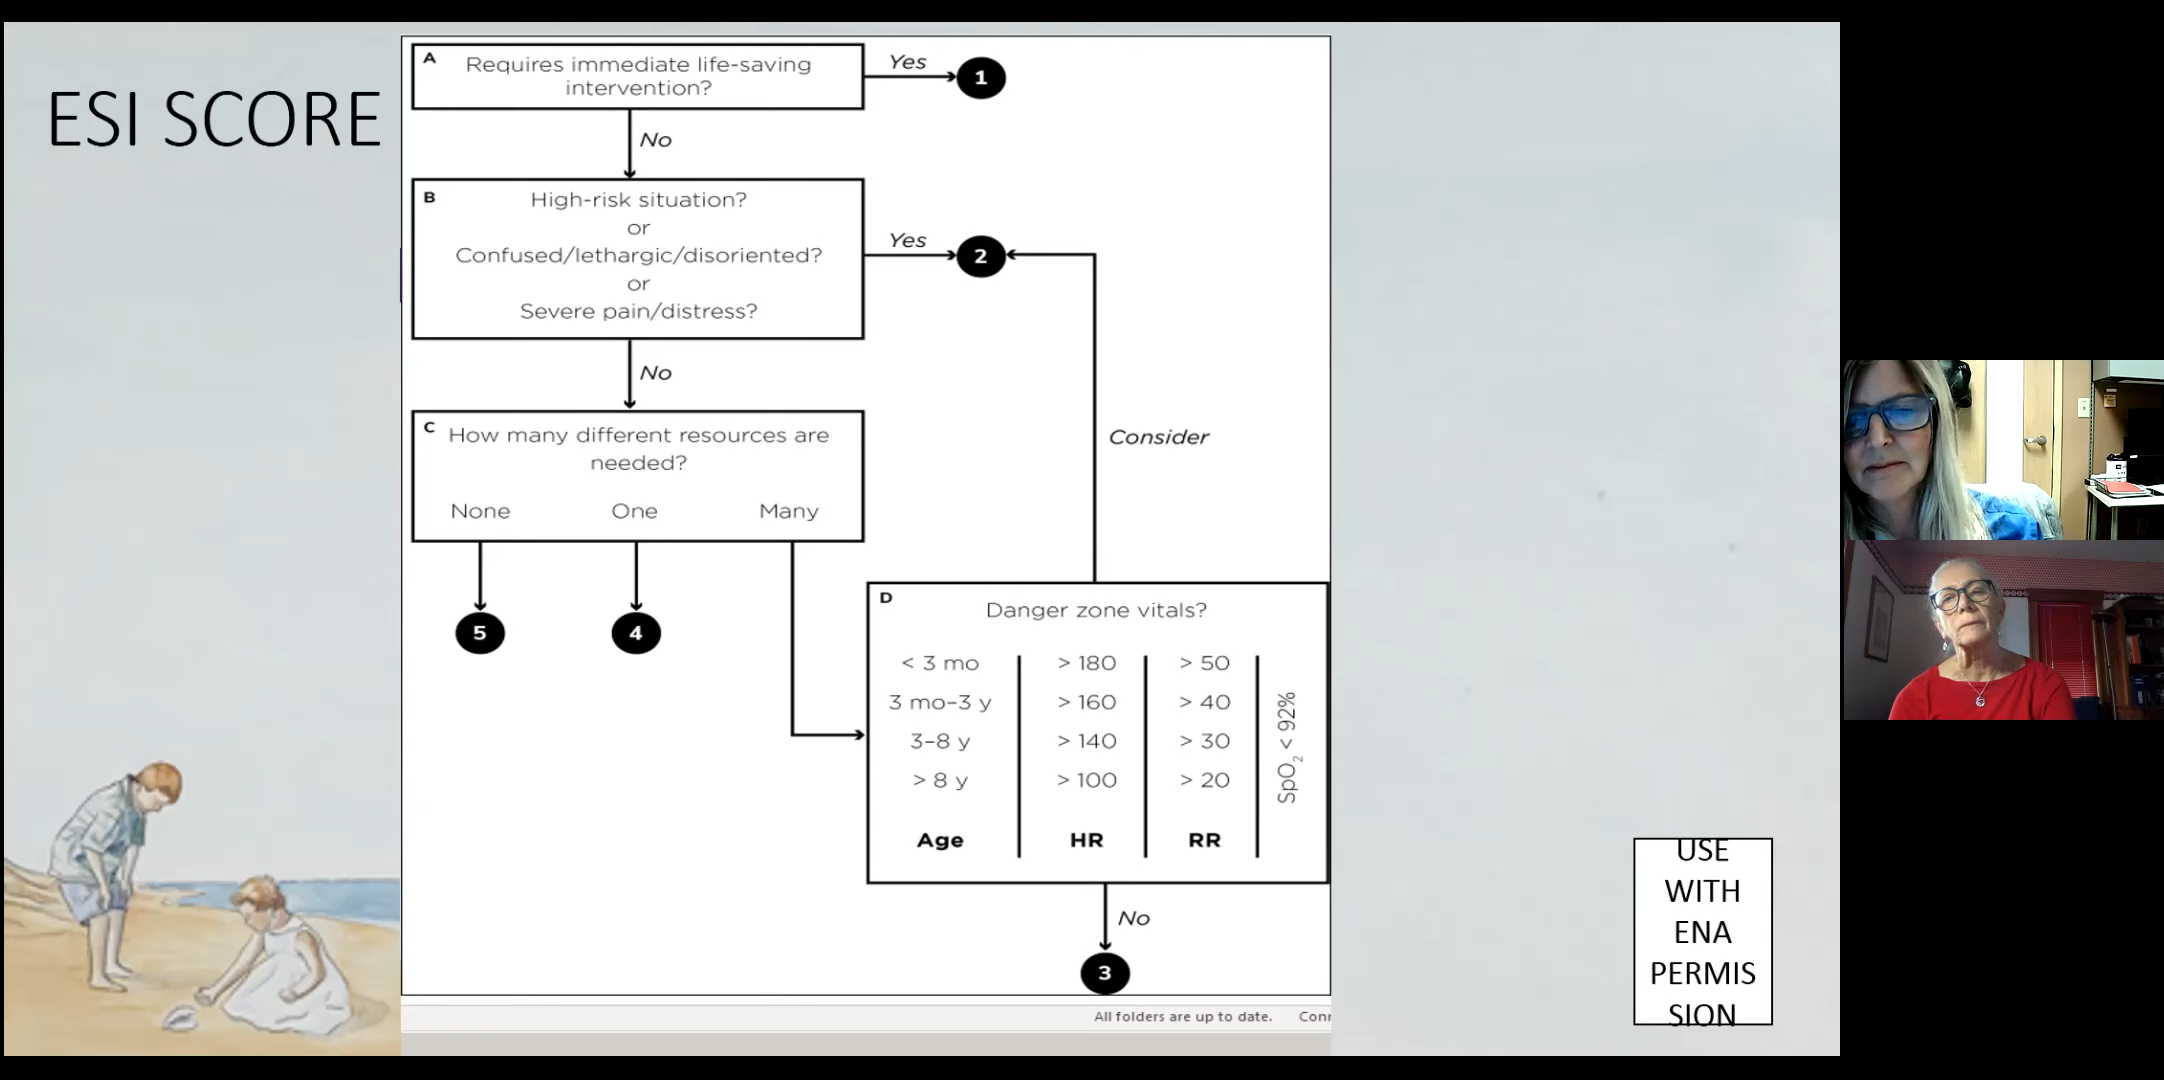 ESI SCORE
A
Requires immediate life-saving
intervention?
Yes
1
No
B
High-risk situation?
or
Confused/lethargic/disoriented?
or
Severe pain/distress?
Yes
2
No
Consider
C
How many different resources are
needed?
None One Many
5
4
D
Danger zone vitals?
< 3 mo > 180 > 50
3 mo–3 y > 160 > 40
3–8 y > 140 > 30
> 8 y > 100 > 20
SpO₂ < 92%
Age HR RR
No
3
All folders are up to date.
USE
WITH
ENA
PERMIS
SION